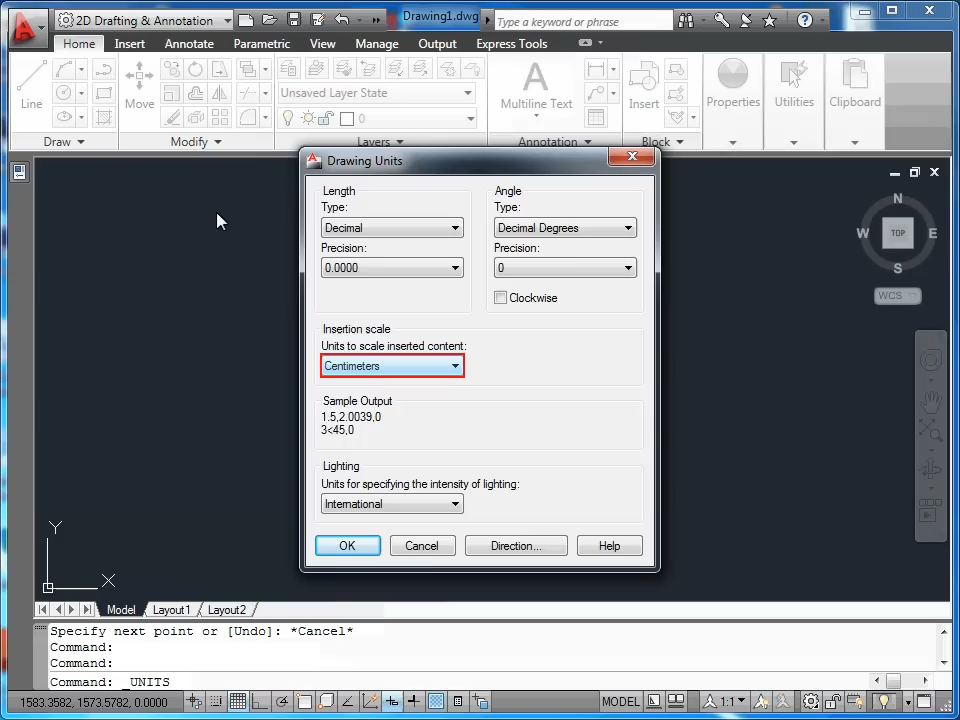 2D Drafting & Annotation
Drawing1.dwg
Type a keyword or phrase
Home Insert Annotate Parametric View Manage Output Express Tools
Line
Move
Unsaved Layer State
0
Multiline Text
Insert
Properties
Utilities
Clipboard
Draw Modify Layers Annotation Block
Drawing Units
Length
Type:
Decimal
Precision:
0.0000
Angle
Type:
Decimal Degrees
Precision:
0
Clockwise
Insertion scale
Units to scale inserted content:
Centimeters
Sample Output
1.5,2.0039,0
3<45,0
Lighting
Units for specifying the intensity of lighting:
International
OK Cancel Direction... Help
N
W TOP E
S
WCS
Y
X
Model Layout1 Layout2
Specify next point or [Undo]: *Cancel*
Command:
Command:
Command: _UNITS
1583.3582, 1573.5782, 0.0000
MODEL
1:1